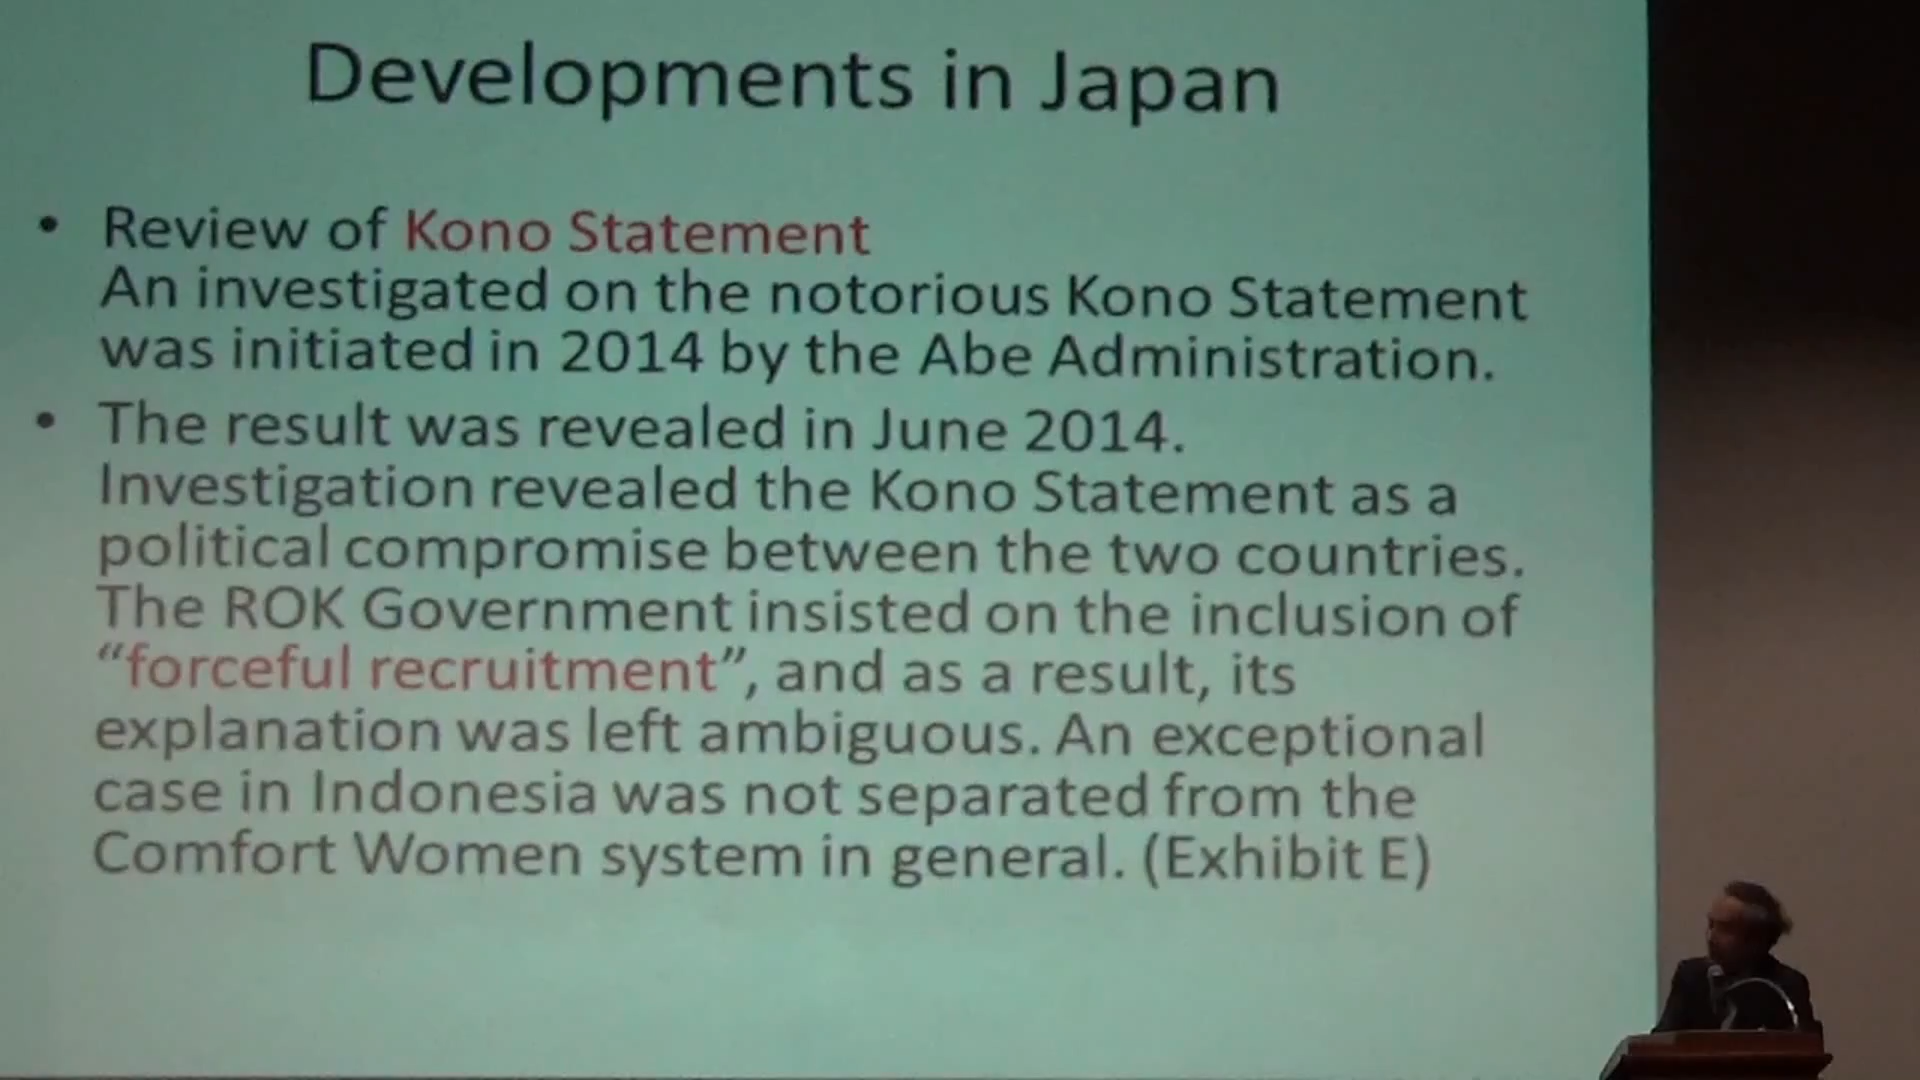 Developments in Japan
• Review of Kono Statement
An investigated on the notorious Kono Statement
was initiated in 2014 by the Abe Administration.
• The result was revealed in June 2014.
Investigation revealed the Kono Statement as a
political compromise between the two countries.
The ROK Government insisted on the inclusion of
“forceful recruitment”, and as a result, its
explanation was left ambiguous. An exceptional
case in Indonesia was not separated from the
Comfort Women system in general. (Exhibit E)